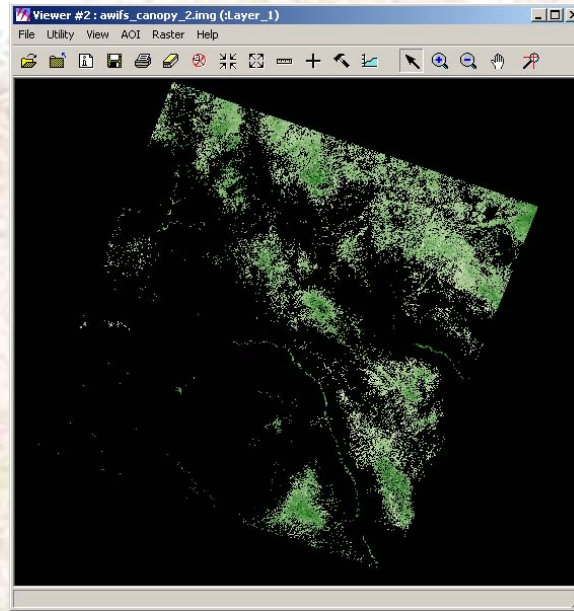 Viewer #2 : awifs_canopy_2.img (:Layer_1)
File Utility View AOI Raster Help